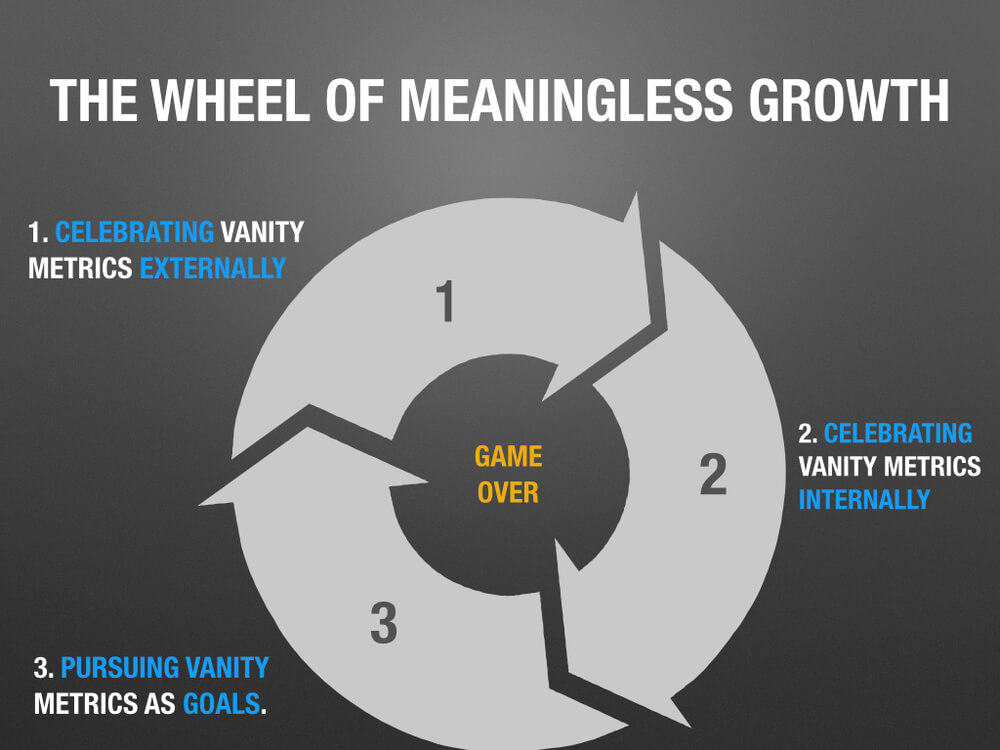 THE WHEEL OF MEANINGLESS GROWTH
1. CELEBRATING VANITY
METRICS EXTERNALLY
1
GAME
OVER
2
2. CELEBRATING
VANITY METRICS
INTERNALLY
3
3. PURSUING VANITY
METRICS AS GOALS.